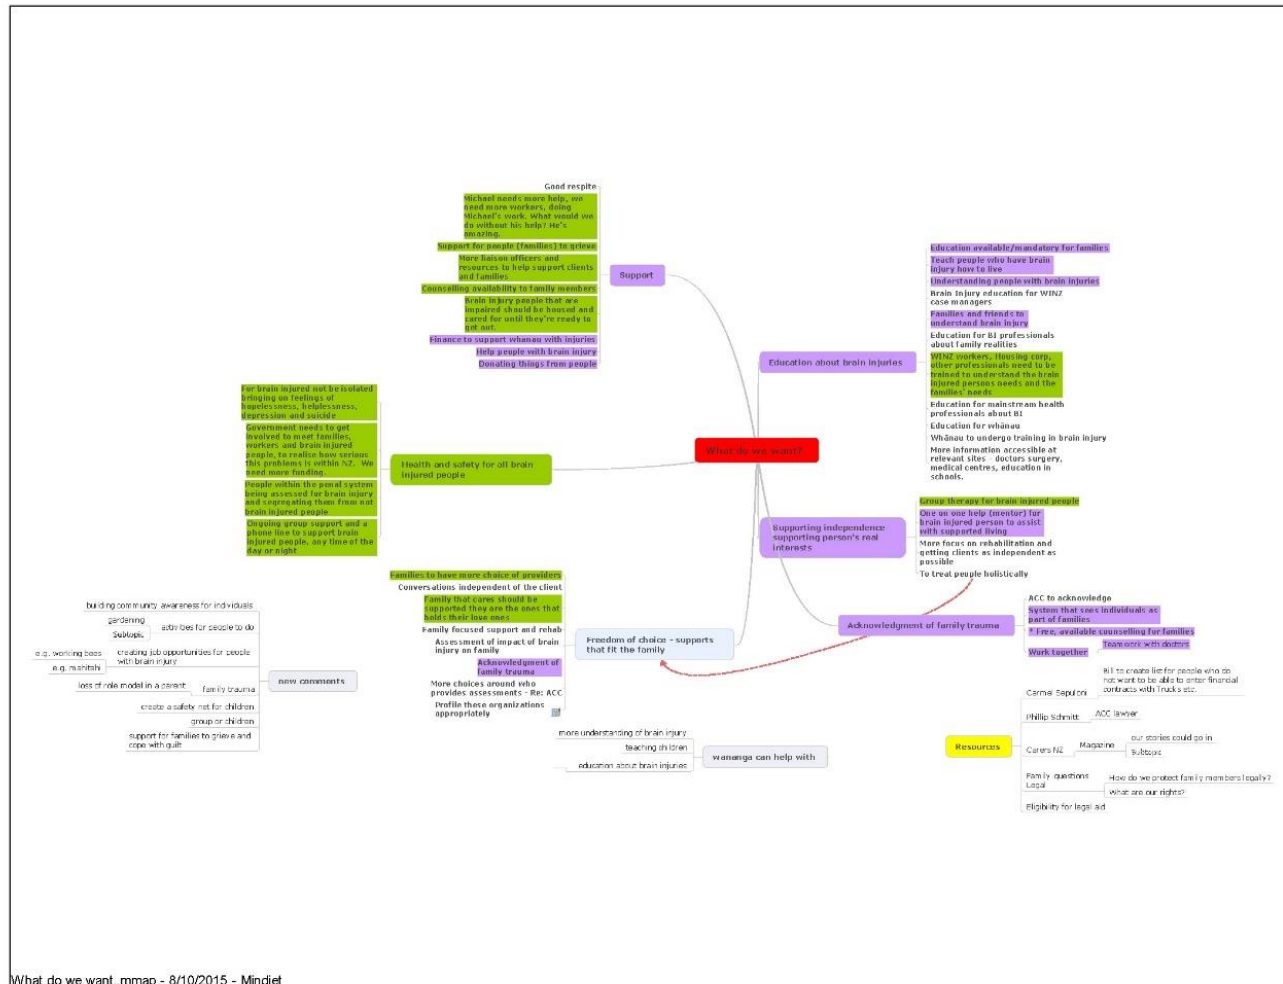 Good respite
Michael needs more help, we
need more workers, doing
Michael's work. What would we
do without his help? He's
amazing.
Support for people (families) to grieve
More liaison officers and
resources to help support clients
and families
Counselling availability to family members
Brain injury people that are
impaired should be housed and
cared for until they're ready to
get out.
Finance to support whanau with injuries
Help people with brain injury
Donating things from people
Support
Education available/mandatory for families
Teach people who have brain
injury how to live
Understanding people with brain injuries
Brain Injury education for WINZ
case managers
Families and friends to
understand brain injury
Education for BI professionals
about family realities
WINZ workers, Housing corp,
other professionals need to be
trained to understand the brain
injured persons needs and the
families' needs
Education for mainstream health
professionals about BI
Education for whānau
Whānau to undergo training in brain injury
More information accessible at
relevant sites - doctors surgery,
medical centres, education in
schools.
Education about brain injuries
For brain injured not be isolated
bringing on feelings of
hopelessness, helplessness,
depression and suicide
Government needs to get
involved to meet families,
workers and brain injured
people, to realise how serious
this problems is within NZ. We
need more funding.
People within the penal system
being assessed for brain injury
and segregating them from not
brain injured people
Ongoing group support and a
phone line to support brain
injured people, any time of the
day or night
Health and safety for all brain
injured people
What do we want?
Group therapy for brain injured people
One on one help (mentor) for
brain injured person to assist
with supported living
More focus on rehabilitation and
getting clients as independent as
possible
To treat people holistically
Supporting independence
supporting person's real
interests
Families to have more choice of providers
Conversations independent of the client
Family that cares should be
supported they are the ones that
holds their love ones
Family focused support and rehab
Assessment of impact of brain
injury on family
Acknowledgment of
family trauma
More choices around who
provides assessments - Re: ACC
Profile these organizations
appropriately
Freedom of choice - supports
that fit the family
Acknowledgment of family trauma
ACC to acknowledge
System that sees individuals as
part of families
* Free, available counselling for families
Work together
Teamwork with doctors
building community awareness for individuals
gardening
Subtopic
activities for people to do
e.g. working bees
e.g. mahitahi
creating job opportunities for people
with brain injury
loss of role model in a parent
family trauma
create a safety net for children
group or children
support for families to grieve and
cope with guilt
new comments
more understanding of brain injury
teaching children
education about brain injuries
wananga can help with
Resources
Carmel Sepuloni
Bill to create list for people who do
not want to be able to enter financial
contracts with Trucks etc.
Phillip Schmitt
ACC lawyer
Carers NZ
Magazine
our stories could go in
Subtopic
Family questions
Legal
How do we protect family members legally?
What are our rights?
Eligibility for legal aid
What do we want .mmap - 8/10/2015 - Mindjet